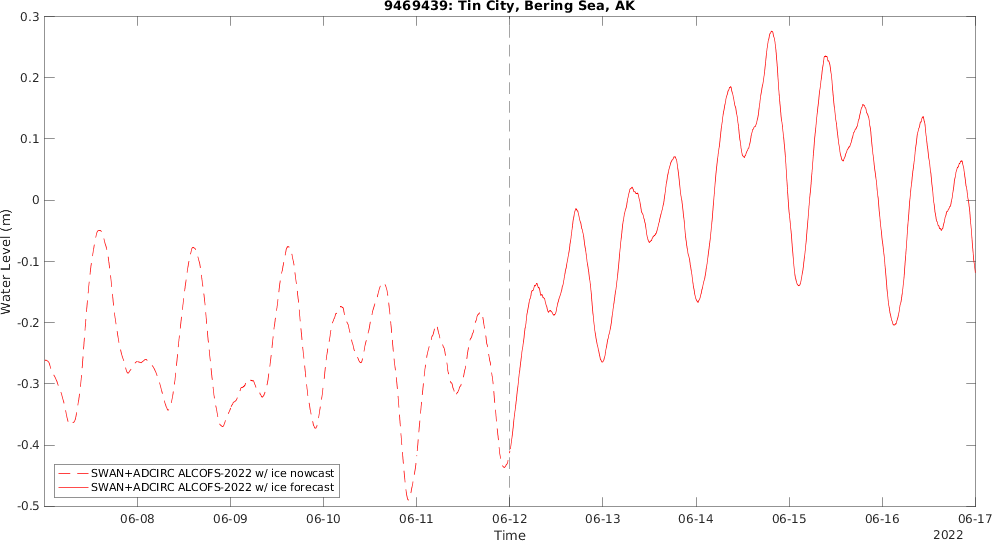 9469439: Tin City, Bering Sea, AK
0.3
0.2
0.1
0
-0.1
-0.2
-0.3
-0.4
-0.5
Water Level (m)
SWAN+ADCIRC ALCOFS-2022 w/ ice nowcast
SWAN+ADCIRC ALCOFS-2022 w/ ice forecast
06-08 06-09 06-10 06-11 06-12 06-13 06-14 06-15 06-16 06-17
Time
2022